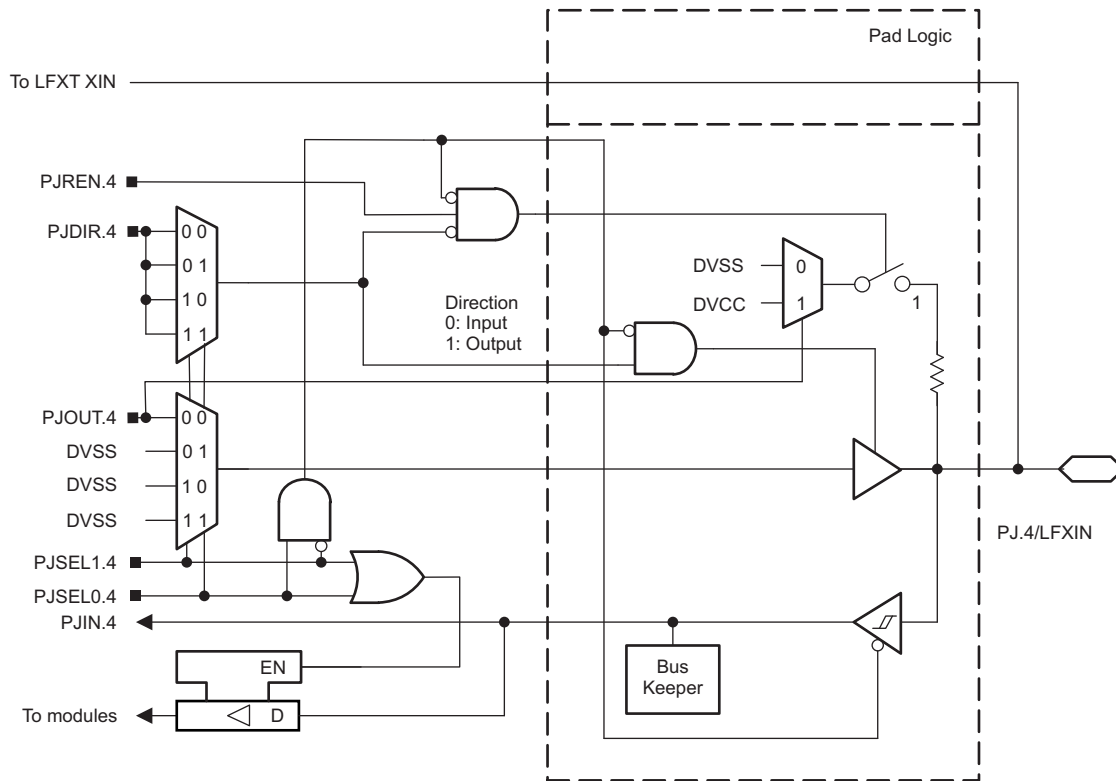 Pad Logic
To LFXT XIN
PJREN.4
PJDIR.4
0 0
0 1
1 0
1 1
Direction
0: Input
1: Output
DVSS
0
DVCC
1
1
PJOUT.4
0 0
DVSS
0 1
DVSS
1 0
DVSS
1 1
PJSEL1.4
PJSEL0.4
PJIN.4
PJ.4/LFXIN
EN
D
To modules
Bus
Keeper